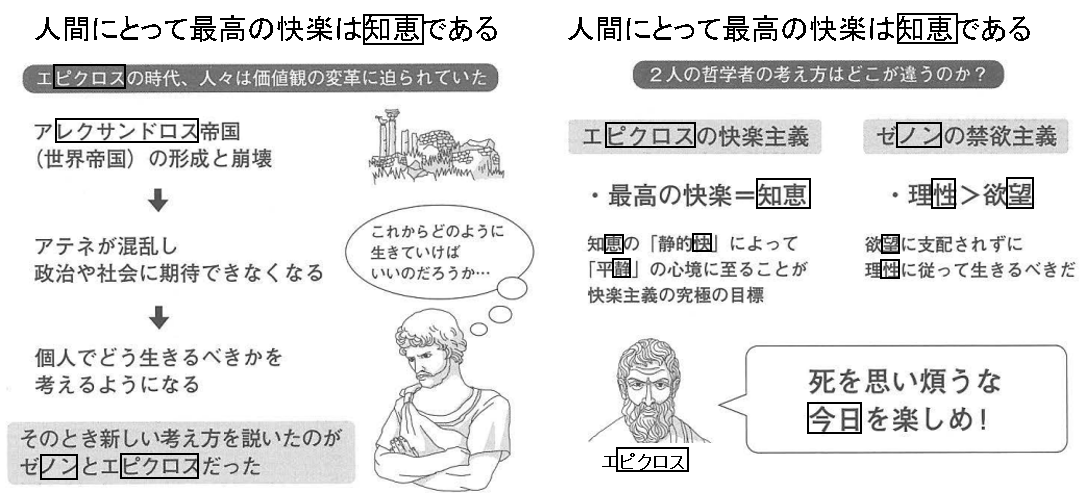 人間にとって最高の快楽は知恵である
エピクロスの時代、人々は価値観の変革に迫られていた
アレクサンドロス帝国
（世界帝国）の形成と崩壊
アテネが混乱し
政治や社会に期待できなくなる
個人でどう生きるべきかを
考えるようになる
そのとき新しい考え方を説いたのが
ゼノンとエピクロスだった
これからどのように
生きていけば
いいのだろうか…
人間にとって最高の快楽は知恵である
２人の哲学者の考え方はどこが違うのか？
エピクロスの快楽主義
・最高の快楽＝知恵
知恵の「静的快」によって
「平静」の心境に至ることが
快楽主義の究極の目標
ゼノンの禁欲主義
・理性＞欲望
欲望に支配されずに
理性に従って生きるべきだ
エピクロス
死を思い煩うな
今日を楽しめ！